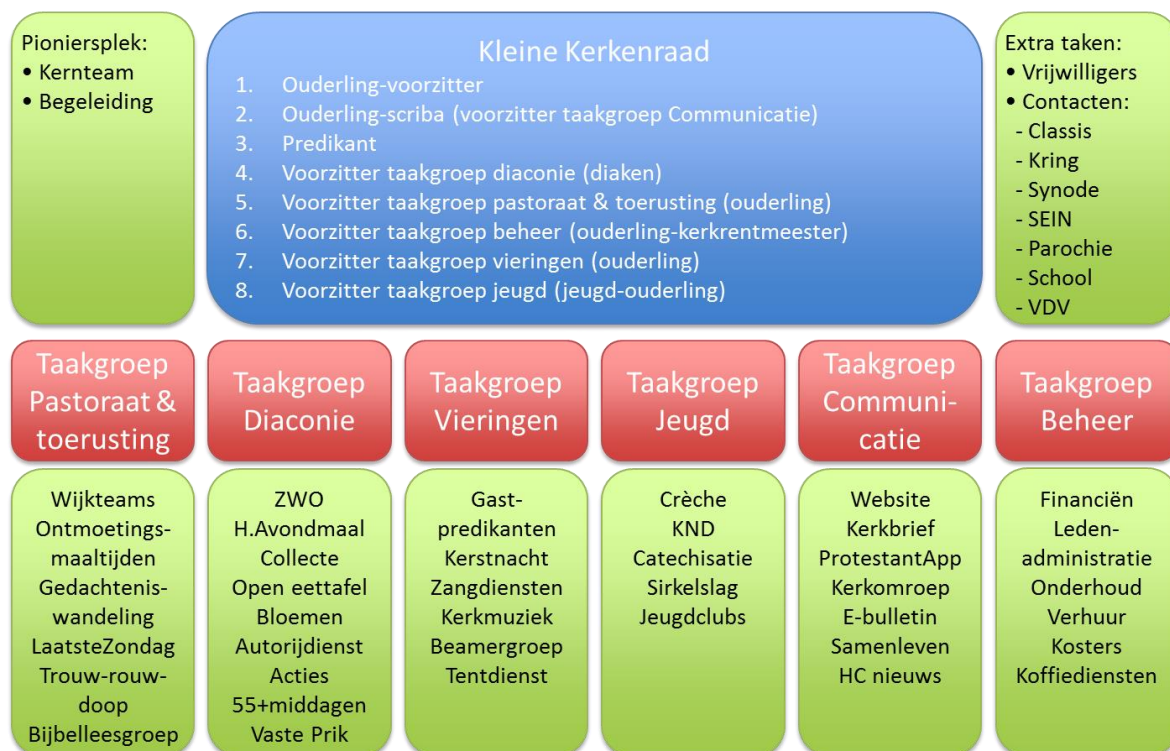 Pioniersplek:
• Kernteam
• Begeleiding
Kleine Kerkenraad
1. Ouderling-voorzitter
2. Ouderling-scriba (voorzitter taakgroep Communicatie)
3. Predikant
4. Voorzitter taakgroep diaconie (diaken)
5. Voorzitter taakgroep pastoraat & toerusting (ouderling)
6. Voorzitter taakgroep beheer (ouderling-kerkrentmeester)
7. Voorzitter taakgroep vieringen (ouderling)
8. Voorzitter taakgroep jeugd (jeugd-ouderling)
Extra taken:
• Vrijwilligers
• Contacten:
- Classis
- Kring
- Synode
- SEIN
- Parochie
- School
- VDV
Taakgroep
Pastoraat &
toerusting
Taakgroep
Diaconie
Taakgroep
Vieringen
Taakgroep
Jeugd
Taakgroep
Communi-
catie
Taakgroep
Beheer
Wijkteams
Ontmoetings-
maaltijden
Gedachtenis-
wandeling
LaatsteZondag
Trouw-rouw-
doop
Bijbelleesgroep
ZWO
H.Avondmaal
Collecte
Open eettafel
Bloemen
Autorijdienst
Acties
55+middagen
Vaste Prik
Gast-
predikanten
Kerstnacht
Zangdiensten
Kerkmuziek
Beamergroep
Tentdienst
Crèche
KND
Catechisatie
Sirkelslag
Jeugdclubs
Website
Kerkbrief
ProtestantApp
Kerkomroep
E-bulletin
Samenleven
HC nieuws
Financiën
Leden-
administratie
Onderhoud
Verhuur
Kosters
Koffiediensten